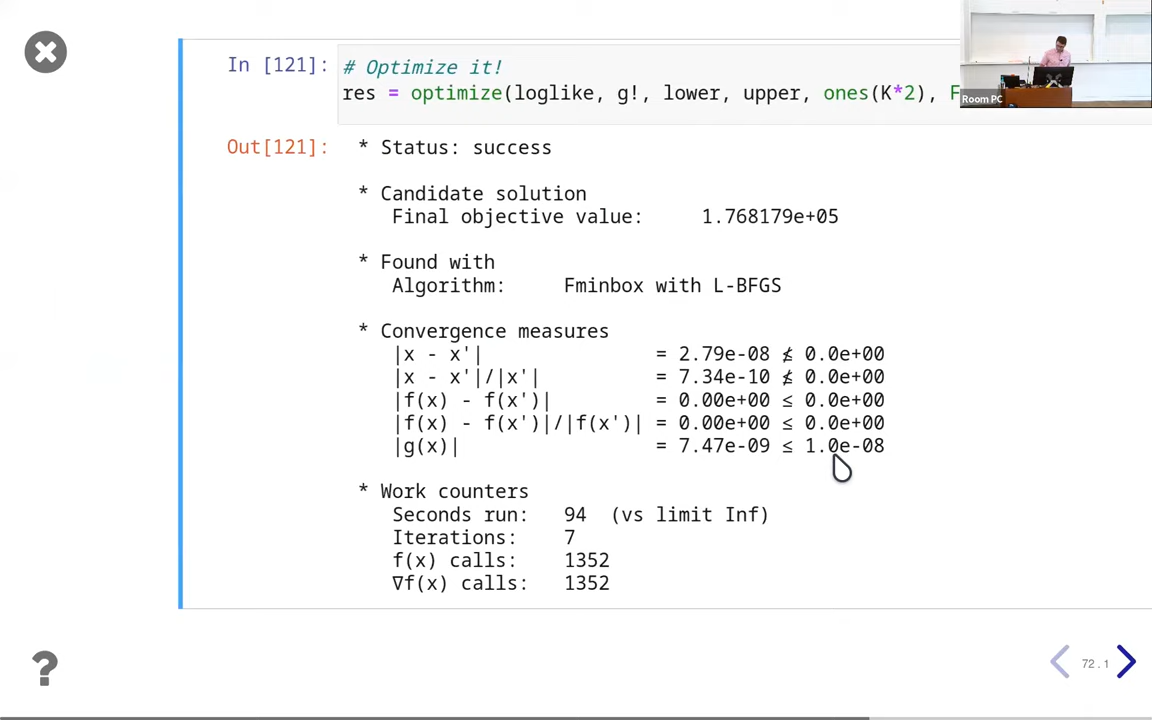 In [121]: # Optimize it!
res = optimize(loglike, g!, lower, upper, ones(K*2), F
Room PC
Out[121]: * Status: success
* Candidate solution
Final objective value: 1.768179e+05
* Found with
Algorithm: Fminbox with L-BFGS
* Convergence measures
|x - x'| = 2.79e-08 ≰ 0.0e+00
|x - x'|/|x'| = 7.34e-10 ≰ 0.0e+00
|f(x) - f(x')| = 0.00e+00 ≤ 0.0e+00
|f(x) - f(x')|/|f(x')| = 0.00e+00 ≤ 0.0e+00
|g(x)| = 7.47e-09 ≤ 1.0e-08
* Work counters
Seconds run: 94 (vs limit Inf)
Iterations: 7
f(x) calls: 1352
∇f(x) calls: 1352
?
72.1